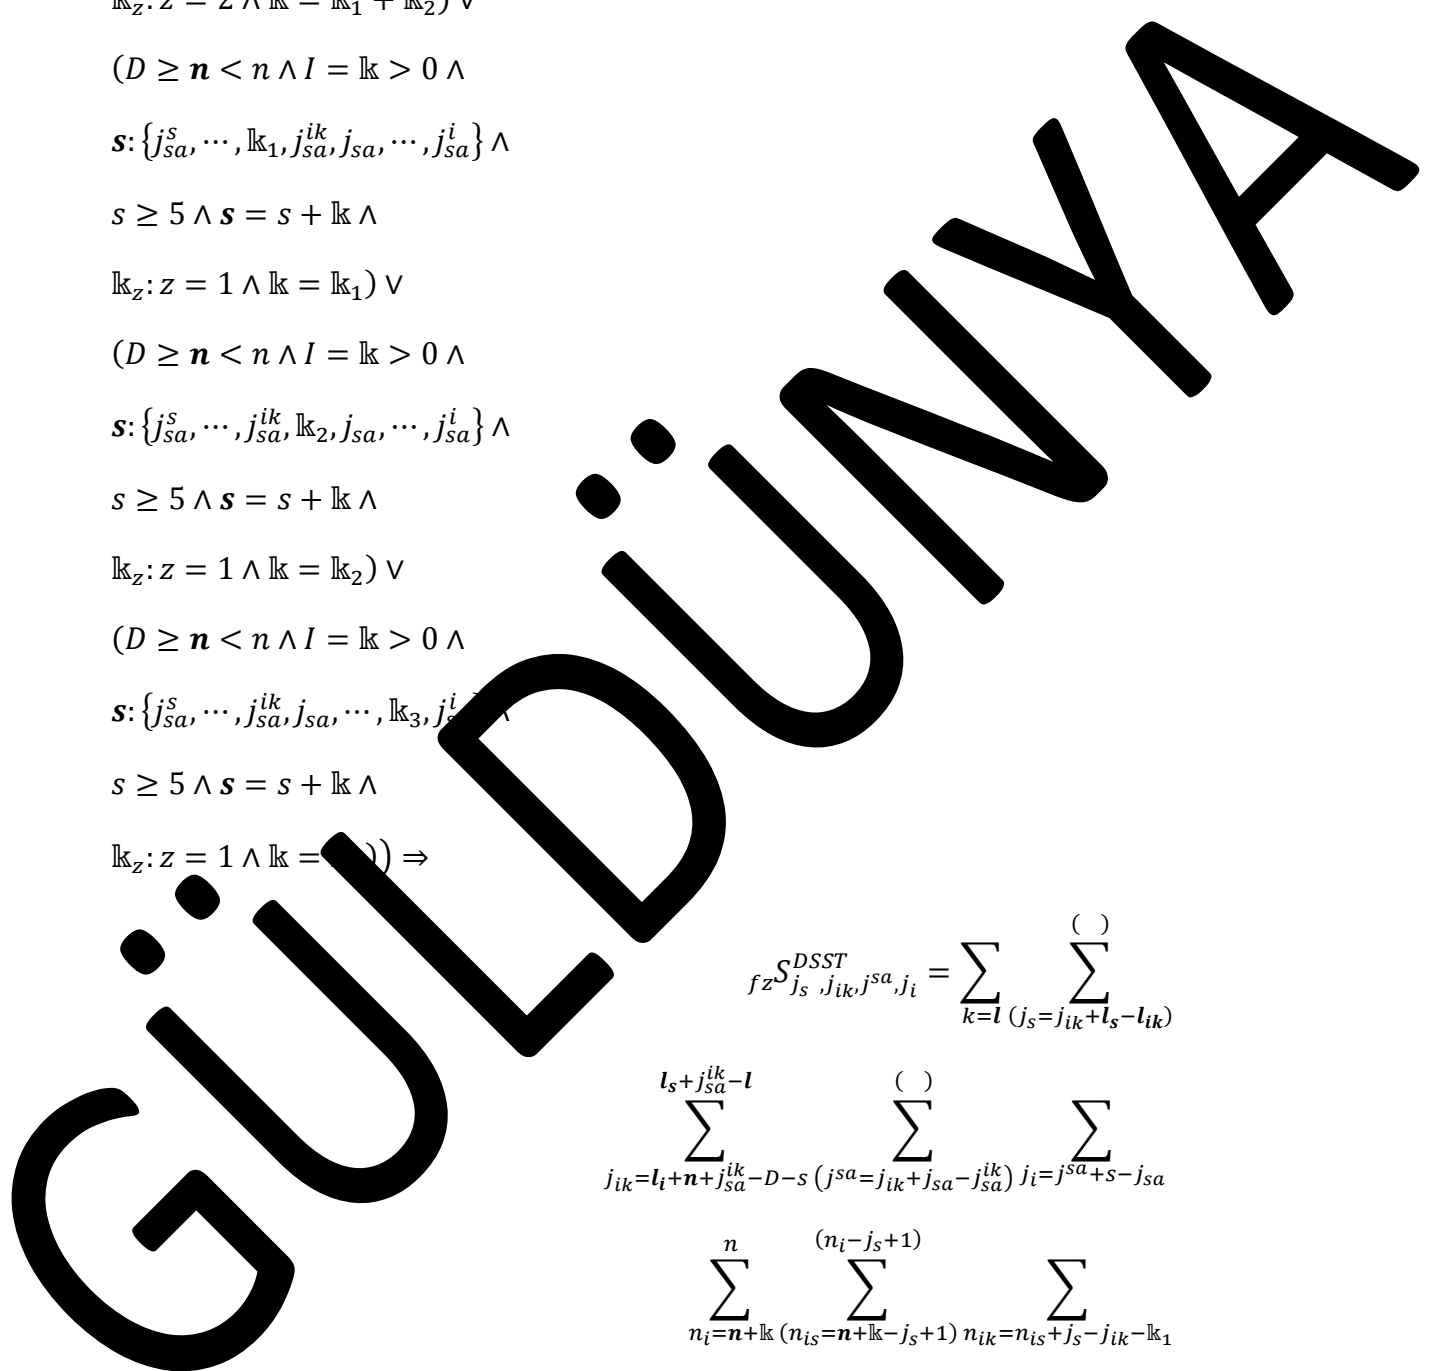 𝕜_z: z = 2 ∧ 𝕜 = 𝕜_1 + 𝕜_2) ∨
(D ≥ 𝒏 < n ∧ I = 𝕜 > 0 ∧
𝒔: {j_{sa}^{s}, ⋯ , 𝕜_1, j_{sa}^{ik}, j_{sa}, ⋯ , j_{sa}^{i}} ∧
s ≥ 5 ∧ 𝒔 = s + 𝕜 ∧
𝕜_z: z = 1 ∧ 𝕜 = 𝕜_1) ∨
(D ≥ 𝒏 < n ∧ I = 𝕜 > 0 ∧
𝒔: {j_{sa}^{s}, ⋯ , j_{sa}^{ik}, 𝕜_2, j_{sa}, ⋯ , j_{sa}^{i}} ∧
s ≥ 5 ∧ 𝒔 = s + 𝕜 ∧
𝕜_z: z = 1 ∧ 𝕜 = 𝕜_2) ∨
(D ≥ 𝒏 < n ∧ I = 𝕜 > 0 ∧
𝒔: {j_{sa}^{s}, ⋯ , j_{sa}^{ik}, j_{sa}, ⋯ , 𝕜_3, j^{i} ∧
s ≥ 5 ∧ 𝒔 = s + 𝕜 ∧
𝕜_z: z = 1 ∧ 𝕜 = )) ⇒
_{fz}S_{j_s ,j_{ik},j^{sa},j_i}^{DSST} = ∑_{k=𝒍} ∑_{(j_s=j_{ik}+𝒍_𝒔−𝒍_{𝒊𝒌})}^{( )}
∑_{j_{ik}=𝒍_𝒊+𝒏+j_{sa}^{ik}−D−s}^{𝒍_𝒔+j_{sa}^{ik}−𝒍} ∑_{(j^{sa}=j_{ik}+j_{sa}−j_{sa}^{ik})}^{( )} ∑_{j_i=j^{sa}+s−j_{sa}}
∑_{n_i=𝒏+𝕜}^{n} ∑_{(n_{is}=𝒏+𝕜−j_s+1)}^{(n_i−j_s+1)} ∑_{n_{ik}=n_{is}+j_s−j_{ik}−𝕜_1}
GÜLDÜNYA